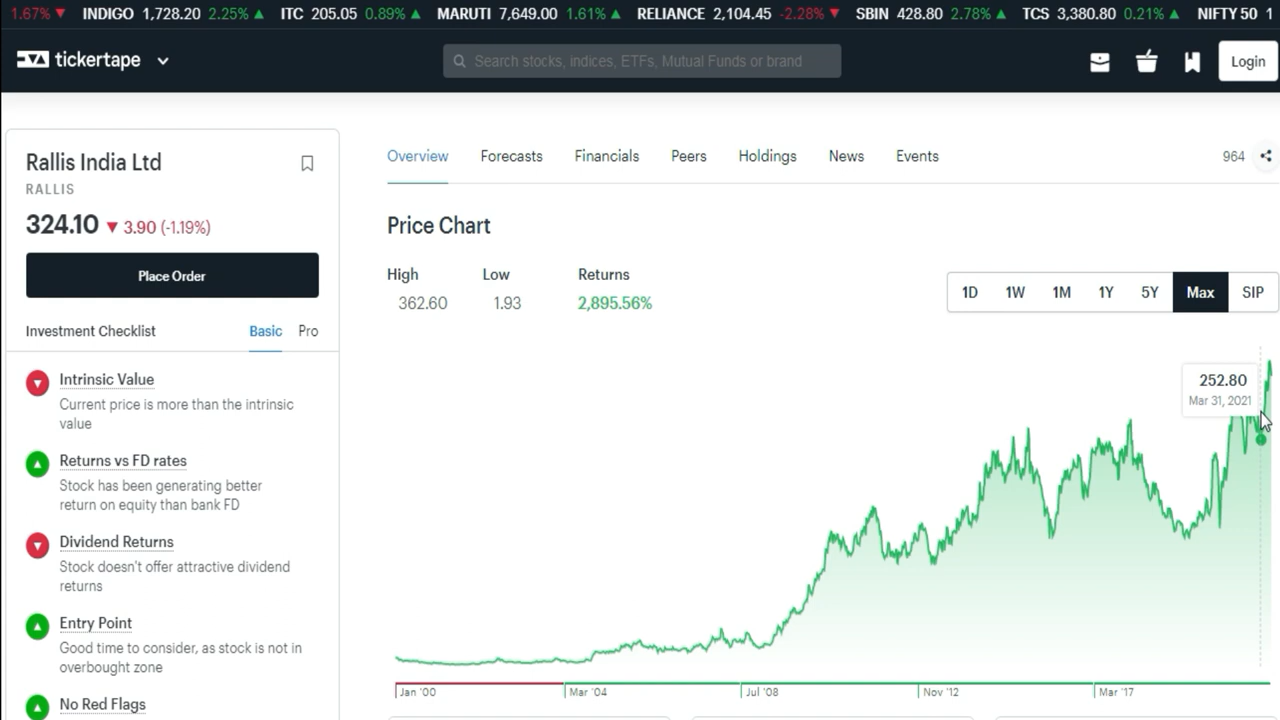 1.67% ▼ INDIGO 1,728.20 2.25% ▲ ITC 205.05 0.89% ▲ MARUTI 7,649.00 1.61% ▲ RELIANCE 2,104.45 -2.28% ▼ SBIN 428.80 2.78% ▲ TCS 3,380.80 0.21% ▲ NIFTY 50 1
tickertape
Search stocks, indices, ETFs, Mutual Funds or brand
Login
Rallis India Ltd
RALLIS
324.10 ▼ 3.90 (-1.19%)
Place Order
Investment Checklist Basic Pro
Intrinsic Value
Current price is more than the intrinsic
value
Returns vs FD rates
Stock has been generating better
return on equity than bank FD
Dividend Returns
Stock doesn't offer attractive dividend
returns
Entry Point
Good time to consider, as stock is not in
overbought zone
No Red Flags
Overview Forecasts Financials Peers Holdings News Events 964
Price Chart
High Low Returns
362.60 1.93 2,895.56%
1D 1W 1M 1Y 5Y Max SIP
252.80
Mar 31, 2021
Jan '00 Mar '04 Jul '08 Nov '12 Mar '17